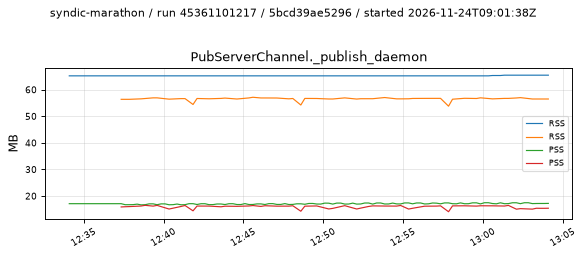 syndic-marathon / run 45361101217 / 5bcd39ae5296 / started 2026-11-24T09:01:38Z
PubServerChannel._publish_daemon
MB
60
50
40
30
20
RSS
RSS
PSS
PSS
12:35
12:40
12:45
12:50
12:55
13:00
13:05